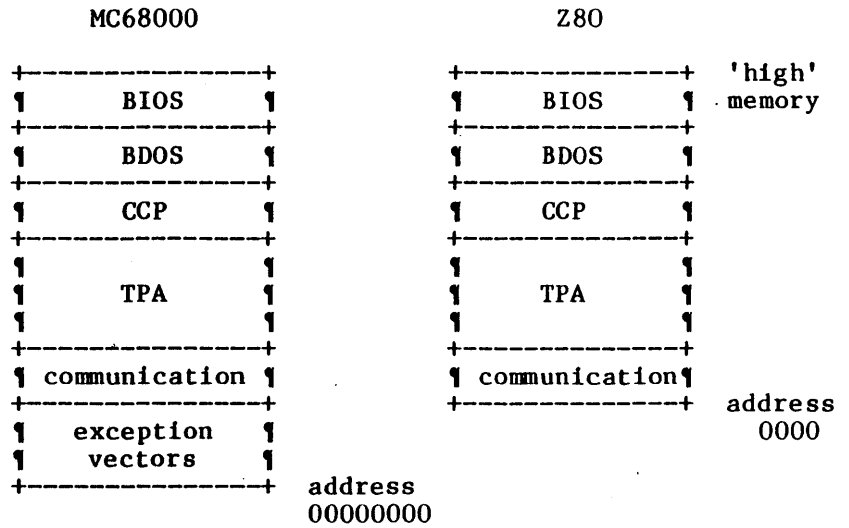 MC68000 Z80
+----------------+ +----------------+ 'high'
¶ BIOS ¶ ¶ BIOS ¶ memory
+----------------+ +----------------+
¶ BDOS ¶ ¶ BDOS ¶
+----------------+ +----------------+
¶ CCP ¶ ¶ CCP ¶
+----------------+ +----------------+
¶ ¶ ¶ ¶
¶ TPA ¶ ¶ TPA ¶
¶ ¶ ¶ ¶
+----------------+ +----------------+
¶ communication ¶ ¶ communication¶
+----------------+ +----------------+ address
¶ exception ¶ 0000
¶ vectors ¶
+----------------+ address
00000000